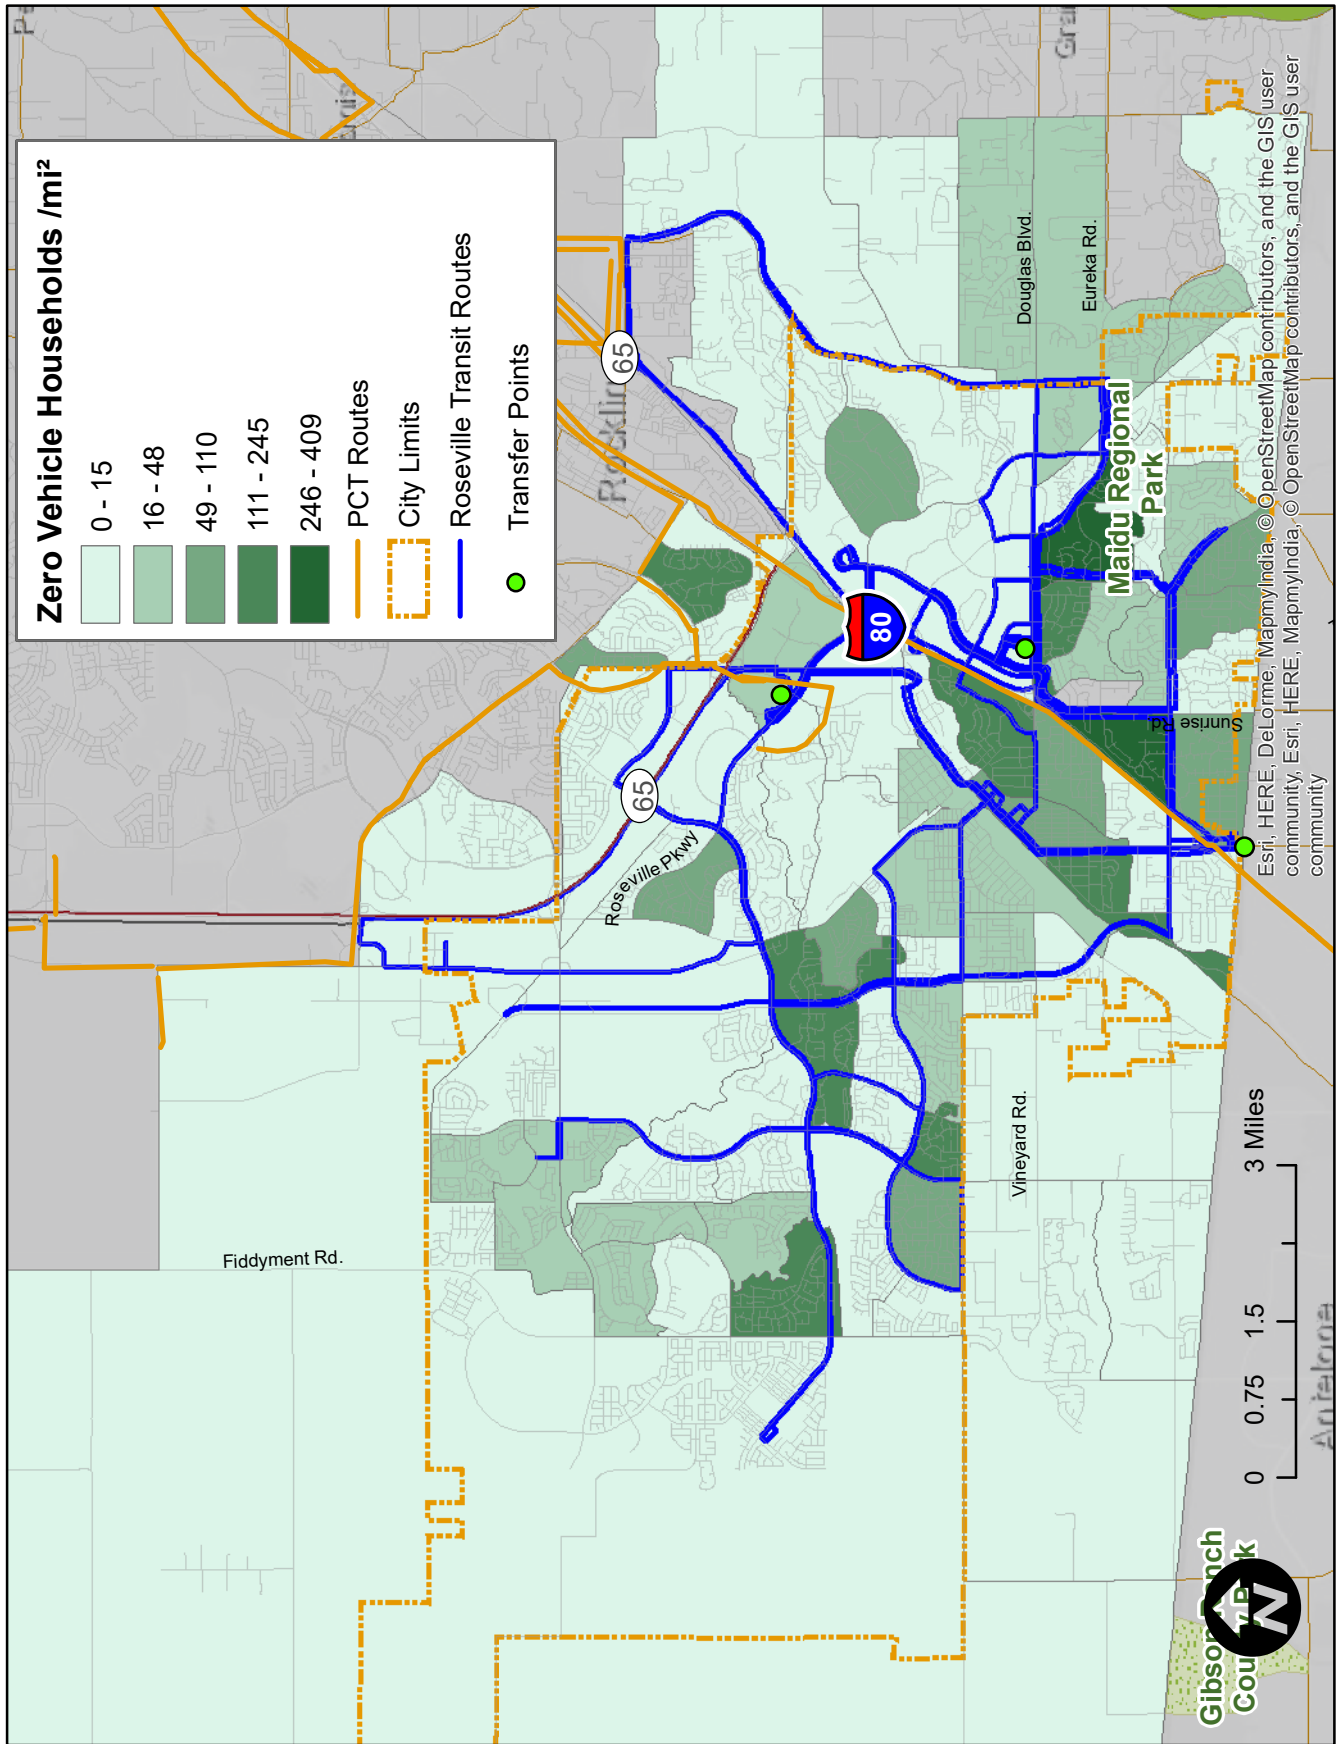 Zero Vehicle Households /mi²
0 - 15
16 - 48
49 - 110
111 - 245
246 - 409
PCT Routes
City Limits
Roseville Transit Routes
Transfer Points
65
65
80
Roseville Pkwy
Fiddyment Rd.
Vineyard Rd.
Douglas Blvd.
Eureka Rd.
Sunrise Rd
Maidu Regional
Park
0 0.75 1.5 3 Miles
N
Esri, HERE, DeLorme, MapmyIndia, © OpenStreetMap contributors, and the GIS user
community, Esri, HERE, MapmyIndia, © OpenStreetMap contributors, and the GIS user
community